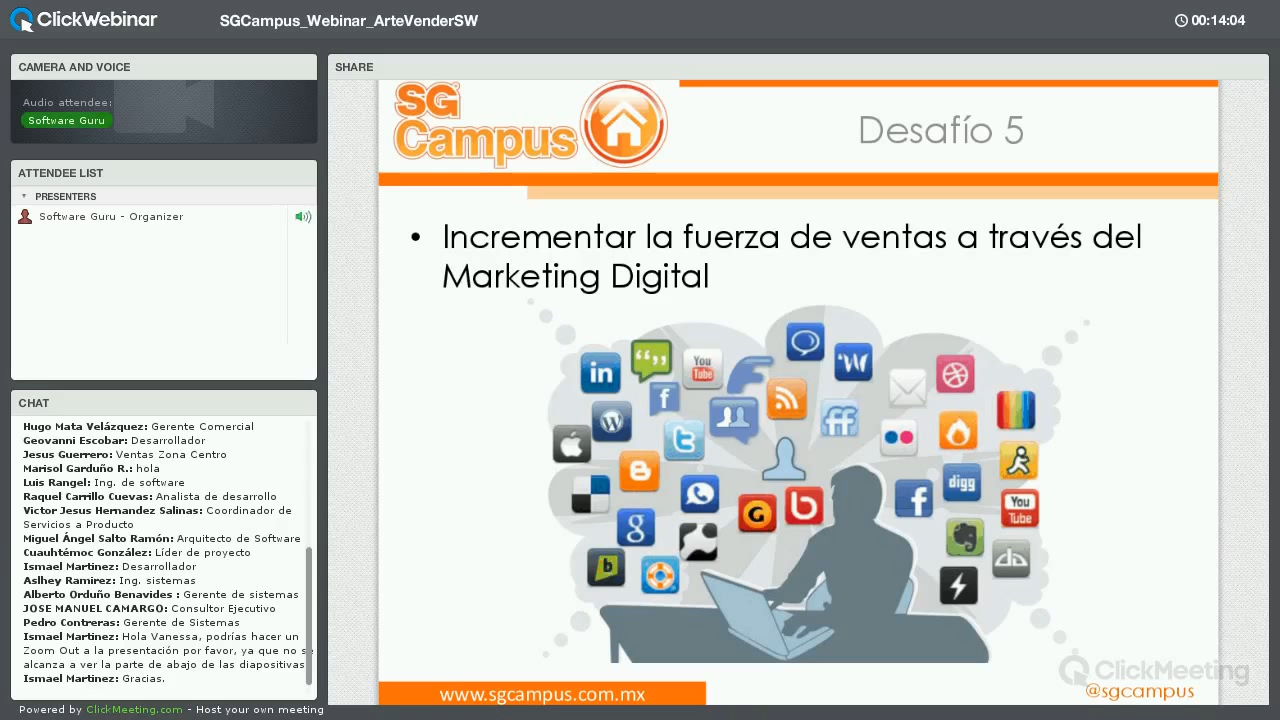 ClickWebinar
SGCampus_Webinar_ArteVenderSW
00:14:04
CAMERA AND VOICE
Audio attendee:
Software Guru
ATTENDEE LIST
PRESENTERS
Software Guru - Organizer
CHAT
Hugo Mata Velázquez: Gerente Comercial
Geovanni Escobar: Desarrollador
Jesus Guerrero: Ventas Zona Centro
Marisol Garduño R.: hola
Luis Rangel: Ing. de software
Raquel Carrillo Cuevas: Analista de desarrollo
Victor Jesus Hernandez Salinas: Coordinador de
Servicios a Producto
Miguel Ángel Salto Ramón: Arquitecto de Software
Cuauhtémoc González: Líder de proyecto
Ismael Martinez: Desarrollador
Aslhey Ramirez: Ing. sistemas
Alberto Orduño Benavides : Gerente de sistemas
JOSE MANUEL CAMARGO: Consultor Ejecutivo
Pedro Contreras: Gerente de Sistemas
Ismael Martinez: Hola Vanessa, podrías hacer un
Zoom Out a la presentación por favor, ya que no se
alcanza a ver la parte de abajo de las diapositivas
Ismael Martinez: Gracias.
Powered by ClickMeeting.com - Host your own meeting
SHARE
SG
Campus
Desafío 5
• Incrementar la fuerza de ventas a través del
Marketing Digital
in
You
Tube
f
W
f
t
ff
B
digg
g
G
b
f
You
Tube
b
www.sgcampus.com.mx
ClickMeeting
@sgcampus